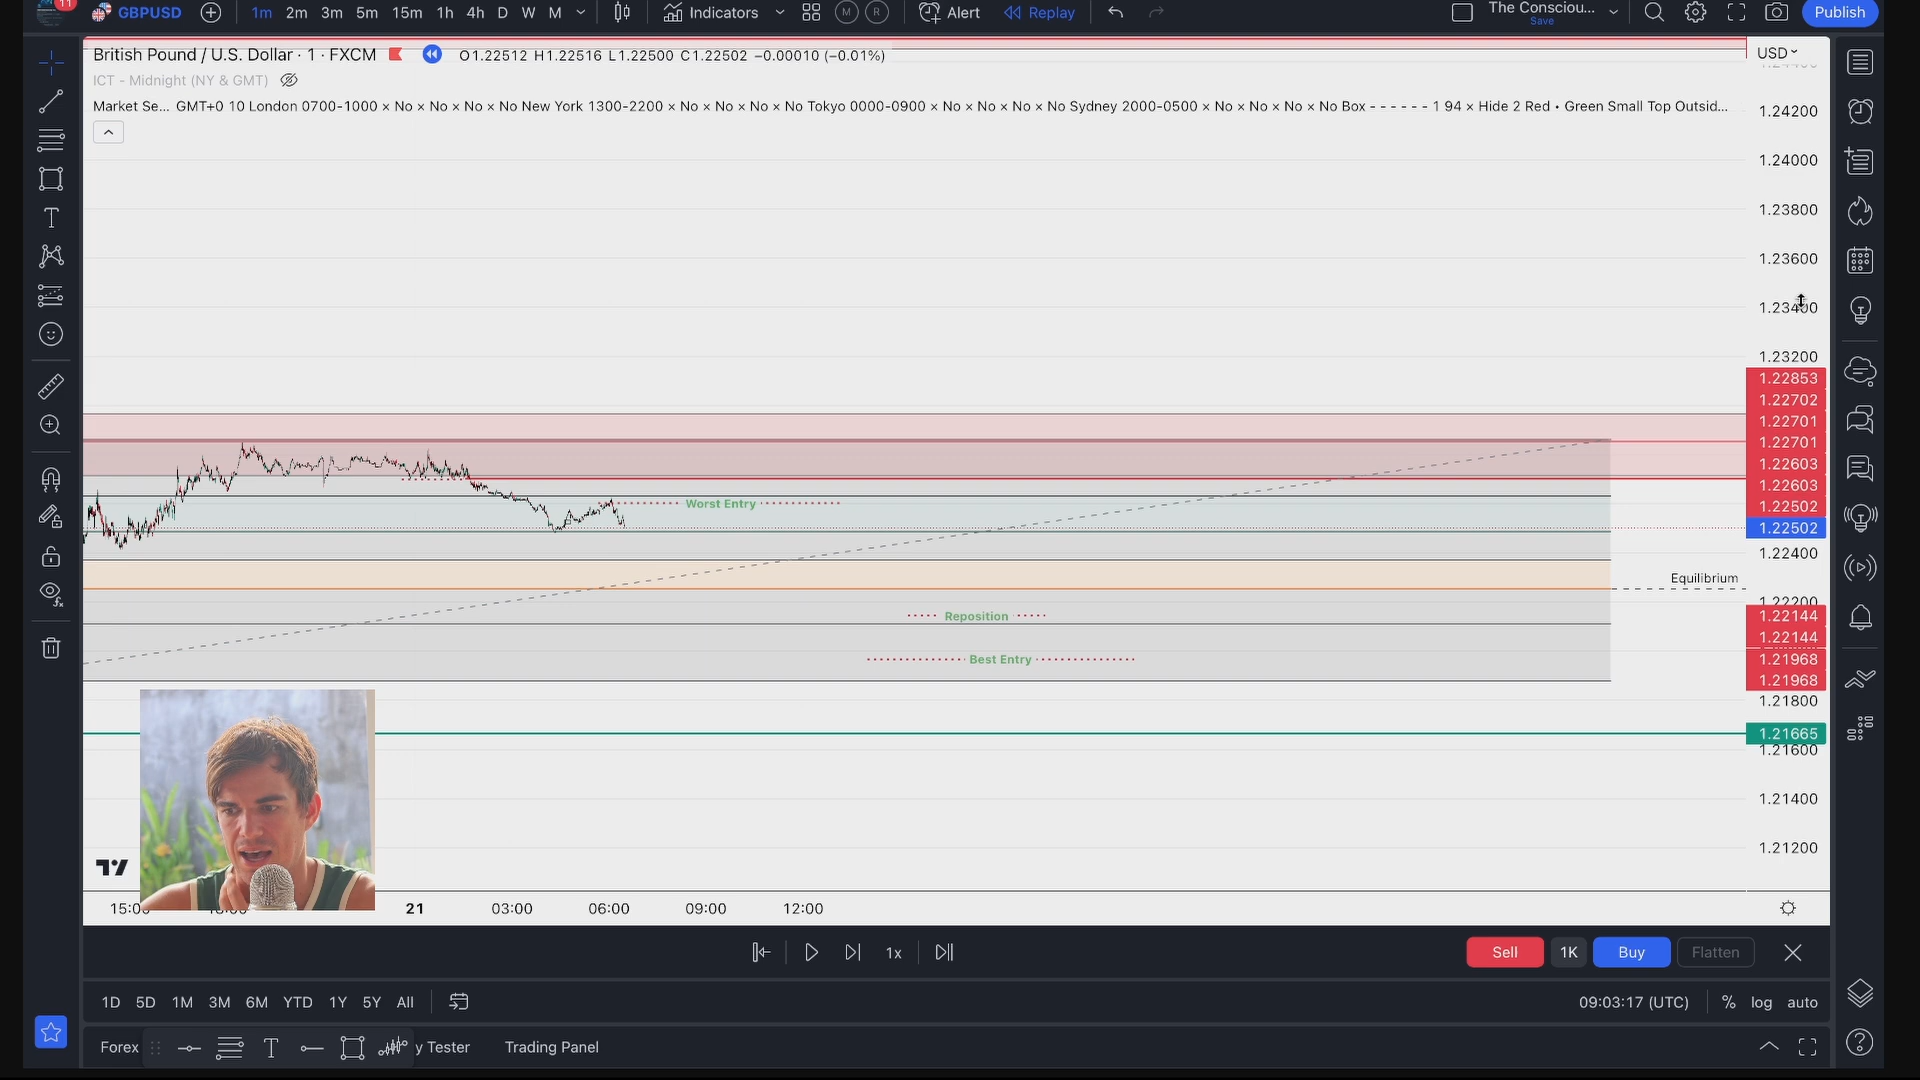 11
GBPUSD 1m 2m 3m 5m 15m 1h 4h D W M Indicators M R Alert Replay The Consciou... Save Publish
British Pound / U.S. Dollar · 1 · FXCM O1.22512 H1.22516 L1.22500 C1.22502 −0.00010 (−0.01%) USD
ICT - Midnight (NY & GMT)
Market Se... GMT+0 10 London 0700-1000 × No × No × No × No New York 1300-2200 × No × No × No × No Tokyo 0000-0900 × No × No × No × No Sydney 2000-0500 × No × No × No × No Box - - - - - - 1 94 × Hide 2 Red • Green Small Top Outsid...
1.24200
1.24000
1.23800
1.23600
1.23400
1.23200
1.22853
1.22702
1.22701
1.22701
1.22603
1.22603
Worst Entry 1.22502
1.22502
1.22400
Equilibrium
1.22200
Reposition 1.22144
1.22144
Best Entry 1.21968
1.21968
1.21800
1.21665
1.21600
1.21400
1.21200
15:00 18:00 21 03:00 06:00 09:00 12:00
1x Sell 1K Buy Flatten
1D 5D 1M 3M 6M YTD 1Y 5Y All 09:03:17 (UTC) % log auto
Forex y Tester Trading Panel